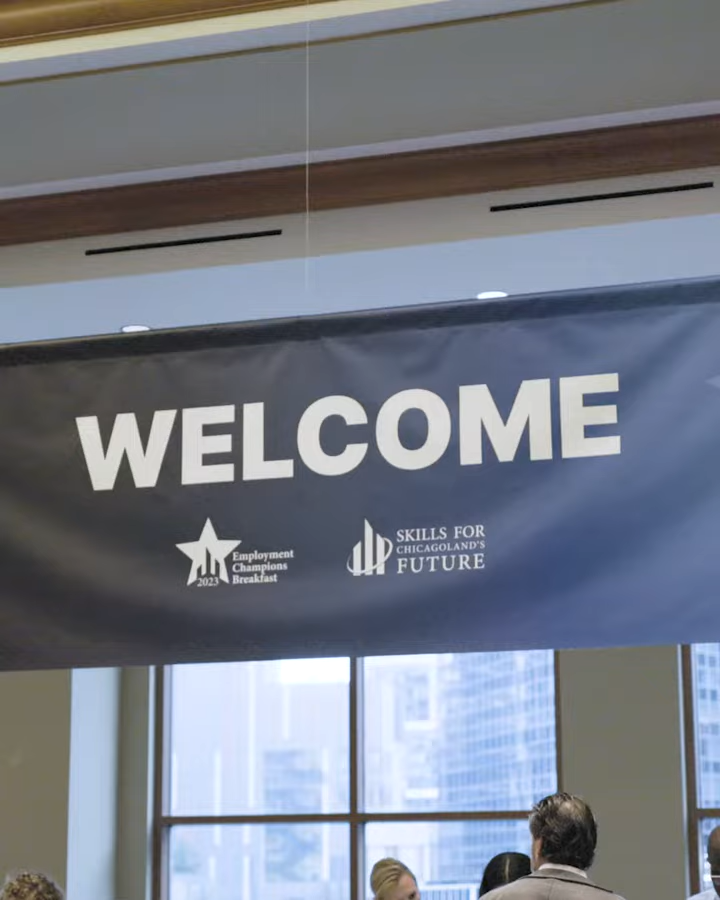 WELCOME
2023
Employment
Champions
Breakfast
SKILLS FOR
CHICAGOLAND'S
FUTURE